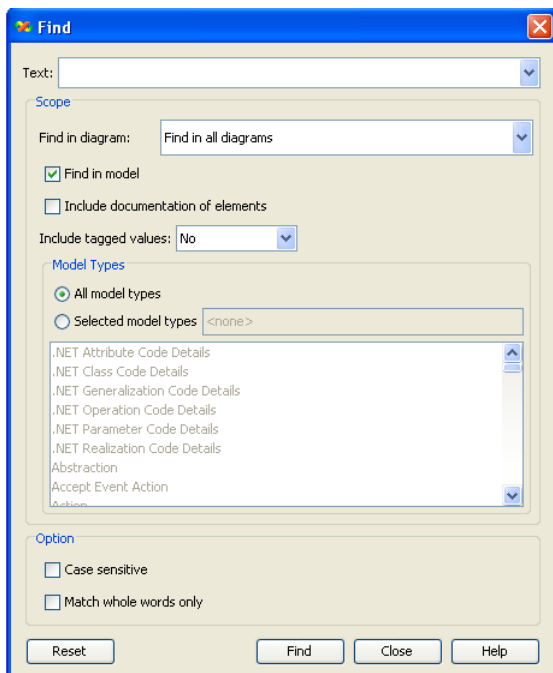 Find
Text:
Scope
Find in diagram: Find in all diagrams
Find in model
Include documentation of elements
Include tagged values: No
Model Types
All model types
Selected model types <none>
.NET Attribute Code Details
.NET Class Code Details
.NET Generalization Code Details
.NET Operation Code Details
.NET Parameter Code Details
.NET Realization Code Details
Abstraction
Accept Event Action
Action
Option
Case sensitive
Match whole words only
Reset Find Close Help